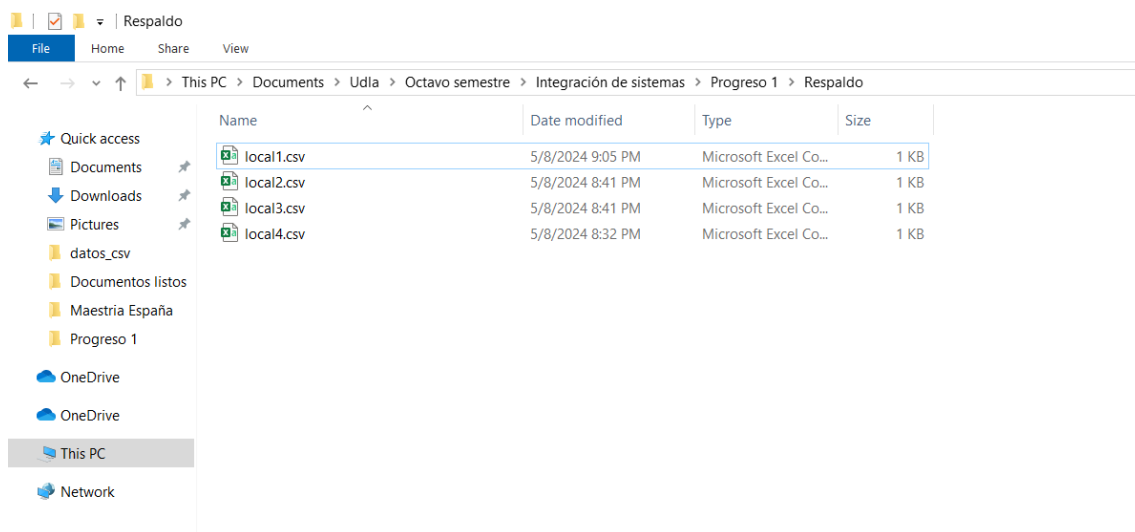 Respaldo
File Home Share View
This PC > Documents > Udla > Octavo semestre > Integración de sistemas > Progreso 1 > Respaldo
Name Date modified Type Size
Quick access
Documents
Downloads
Pictures
datos_csv
Documentos listos
Maestria España
Progreso 1
OneDrive
OneDrive
This PC
Network
local1.csv 5/8/2024 9:05 PM Microsoft Excel Co... 1 KB
local2.csv 5/8/2024 8:41 PM Microsoft Excel Co... 1 KB
local3.csv 5/8/2024 8:41 PM Microsoft Excel Co... 1 KB
local4.csv 5/8/2024 8:32 PM Microsoft Excel Co... 1 KB